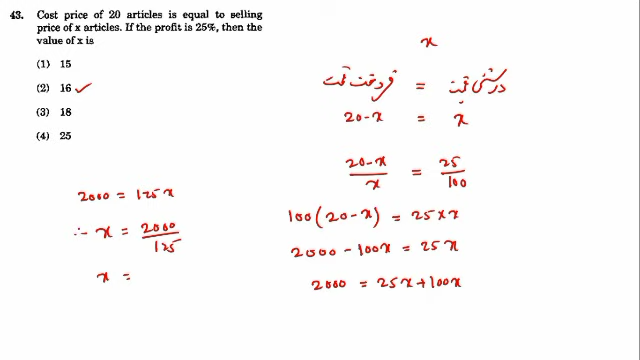 43. Cost price of 20 articles is equal to selling
price of x articles. If the profit is 25%, then the
value of x is
(1) 15
(2) 16 ✓
(3) 18
(4) 25
x
فروخت قیمت =
20-x = x
20-x/x = 25/100
100(20-x) = 25×x
2000-100x = 25x
2000 = 25x+100x
2000 = 125x
∴ x = 2000/125
x =